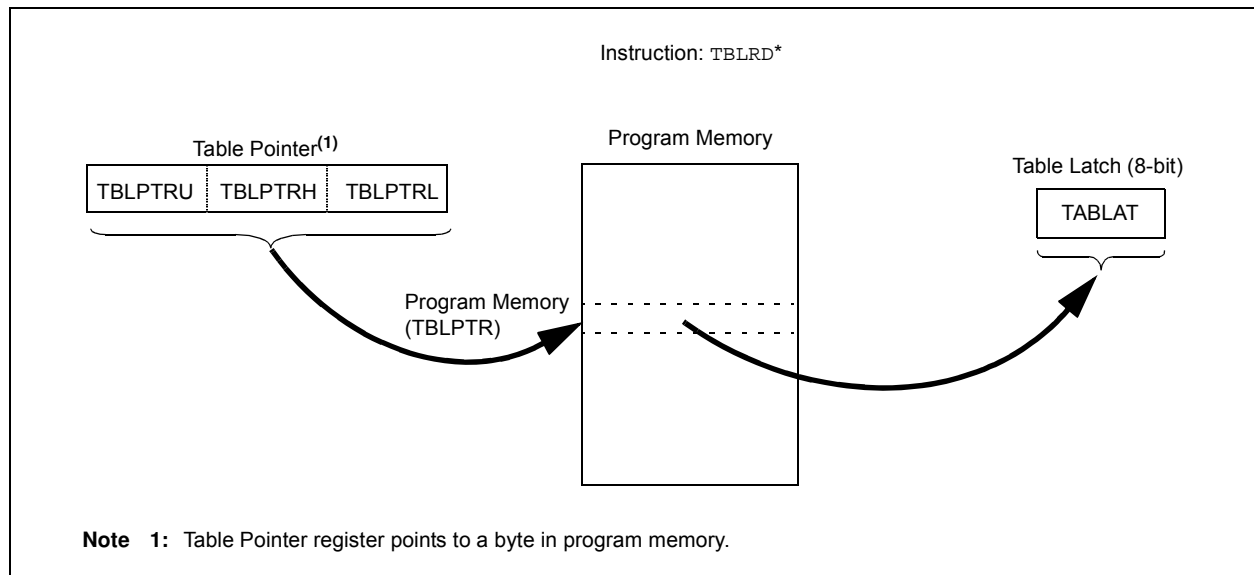 Instruction: TBLRD*
Table Pointer(1)
Program Memory
Table Latch (8-bit)
TBLPTRU TBLPTRH TBLPTRL
TABLAT
Program Memory
(TBLPTR)
Note 1: Table Pointer register points to a byte in program memory.